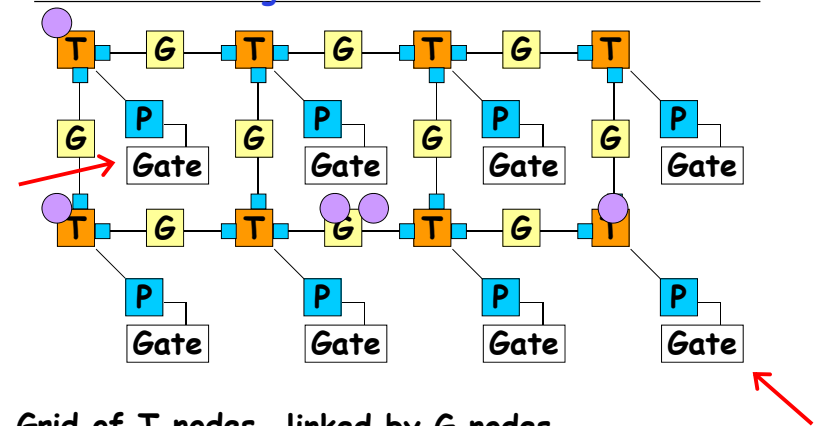 T G T G T G T
P P P P
G G G G
Gate Gate Gate Gate
T G T G T G T
P P P P
Gate Gate Gate Gate
Grid of T nodes, linked by G nodes